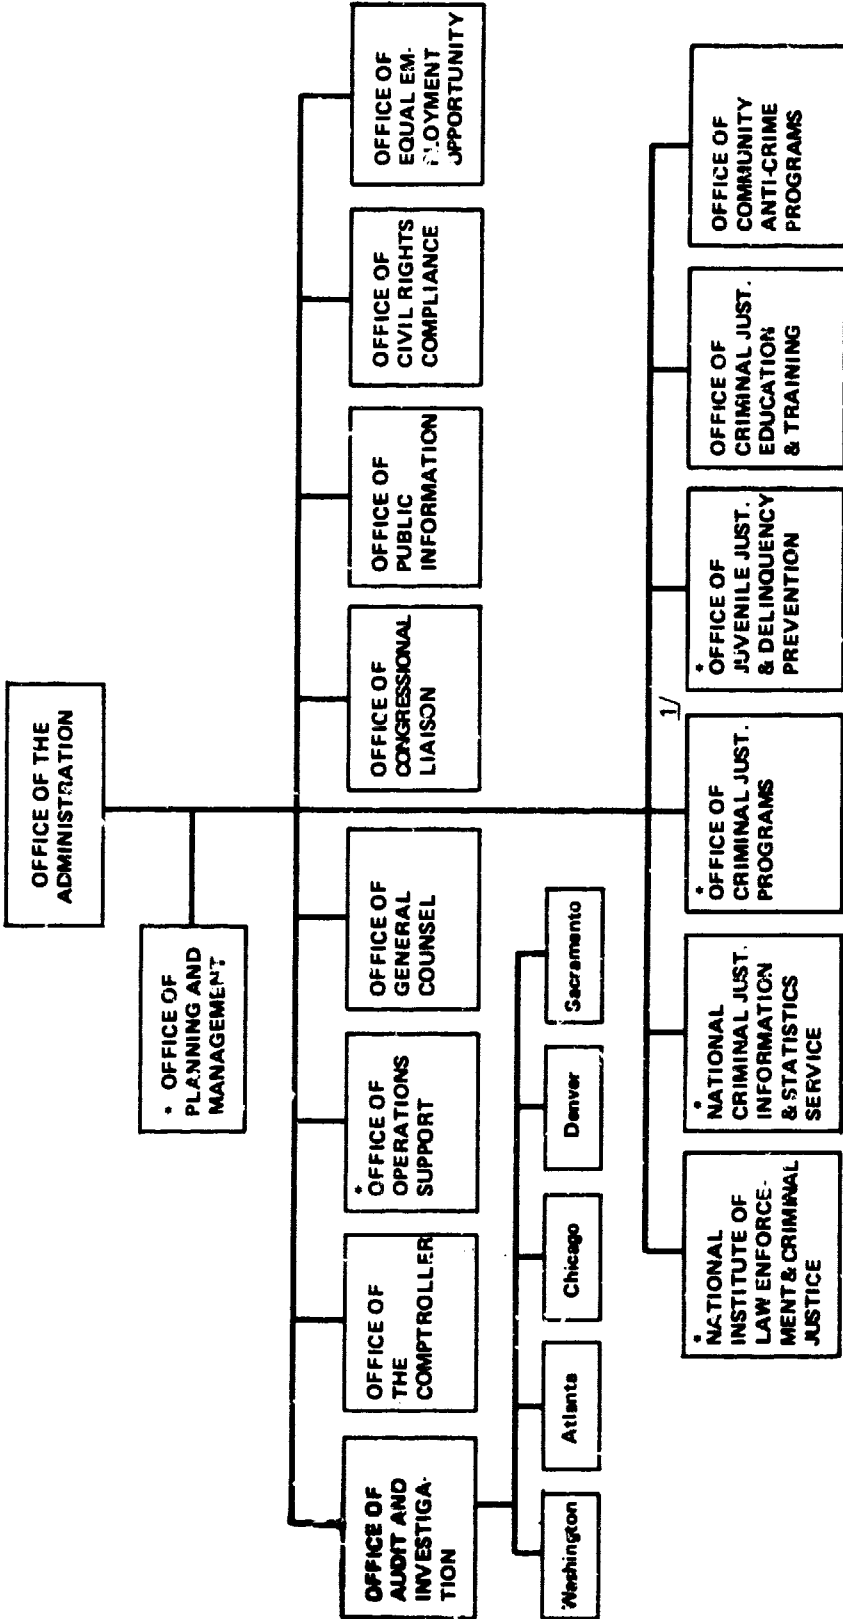 OFFICE OF THE
ADMINISTRATION
* OFFICE OF
PLANNING AND
MANAGEMENT
OFFICE OF
AUDIT AND
INVESTIGA-
TION
OFFICE OF
THE
COMPTROLLER
* OFFICE OF
OPERATIONS
SUPPORT
OFFICE OF
GENERAL
COUNSEL
OFFICE OF
CONGRESSIONAL
LIAISON
OFFICE OF
PUBLIC
INFORMATION
OFFICE OF
CIVIL RIGHTS
COMPLIANCE
OFFICE OF
EQUAL EM-
PLOYMENT
OPPORTUNITY
Washington
Atlanta
Chicago
Denver
Sacramento
1/
* NATIONAL
INSTITUTE OF
LAW ENFORCE-
MENT & CRIMINAL
JUSTICE
* NATIONAL
CRIMINAL JUST.
INFORMATION
& STATISTICS
SERVICE
* OFFICE OF
CRIMINAL JUST.
PROGRAMS
* OFFICE OF
JUVENILE JUST.
& DELINQUENCY
PREVENTION
OFFICE OF
CRIMINAL JUST.
EDUCATION
& TRAINING
OFFICE OF
COMMUNITY
ANTI-CRIME
PROGRAMS